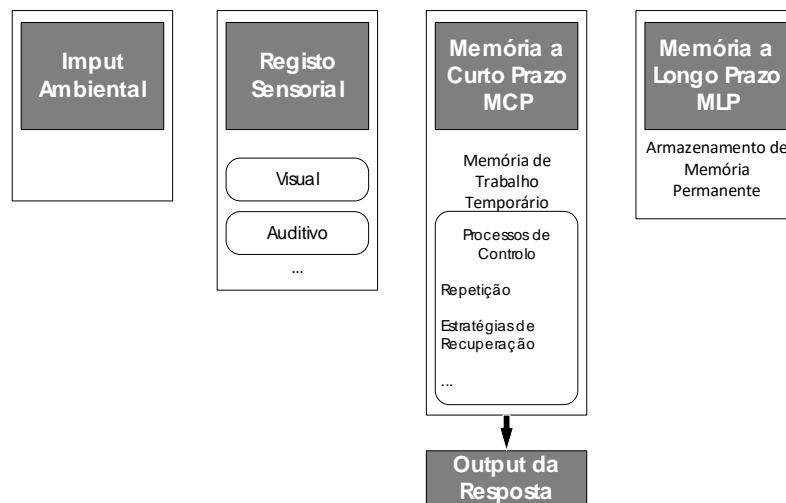 Imput
Ambiental
Registo
Sensorial
Visual
Auditivo
...
Memória a
Curto Prazo
MCP
Memória de
Trabalho
Temporário
Processos de
Controlo
Repetição
Estratégias de
Recuperação
...
Output da
Resposta
Memória a
Longo Prazo
MLP
Armazenamento de
Memória
Permanente